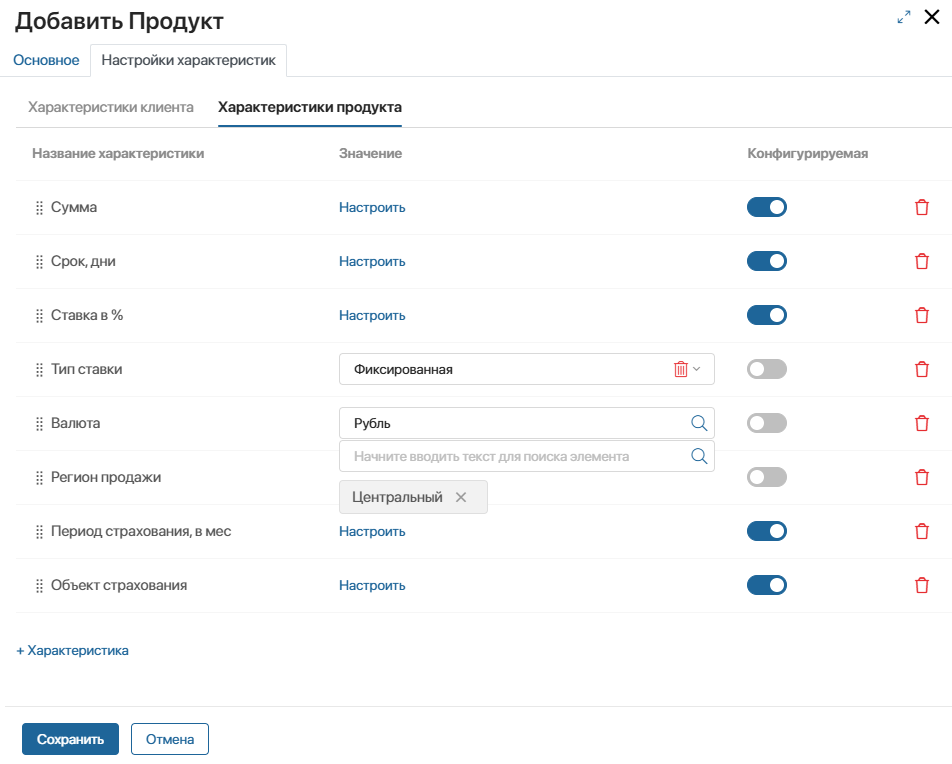 Добавить Продукт
Основное Настройки характеристик
Характеристики клиента Характеристики продукта
Название характеристики Значение Конфигурируемая
Сумма Настроить
Срок, дни Настроить
Ставка в % Настроить
Тип ставки Фиксированная
Валюта Рубль
Начните вводить текст для поиска элемента
Регион продажи
Центральный
Период страхования, в мес Настроить
Объект страхования Настроить
+ Характеристика
Сохранить Отмена